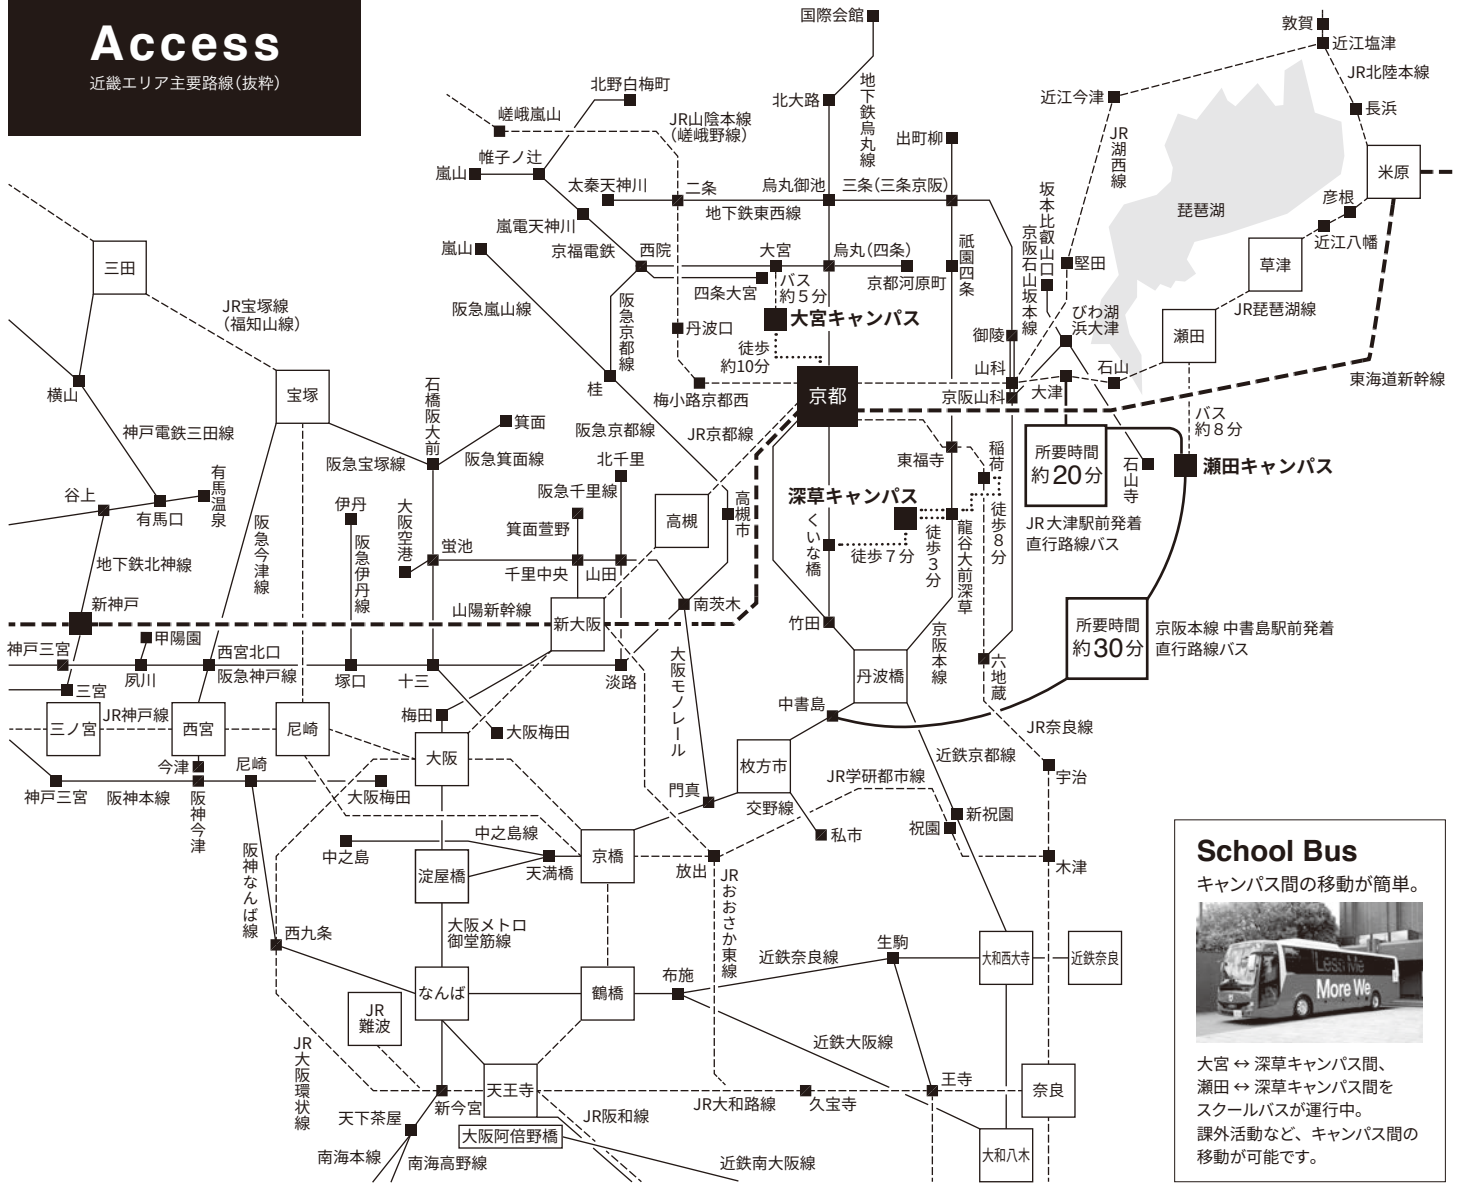 Access
近畿エリア主要路線(抜粋)
国際会館
北大路
地下鉄烏丸線
出町柳
敦賀
近江塩津
JR北陸本線
長浜
近江今津
JR湖西線
米原
彦根
近江八幡
琵琶湖
草津
JR琵琶湖線
瀬田
東海道新幹線
北野白梅町
嵯峨嵐山
JR山陰本線
(嵯峨野線)
帷子ノ辻
嵐山
太秦天神川
二条
烏丸御池
三条(三条京阪)
地下鉄東西線
嵐電天神川
京福電鉄
嵐山
西院
大宮
烏丸(四条)
京都河原町
祇園四条
四条大宮
バス
約5分
大宮キャンパス
徒歩
約10分
丹波口
梅小路京都西
阪急嵐山線
阪急京都線
桂
京都
坂本比叡山口
京阪石山坂本線
堅田
びわ湖
浜大津
御陵
山科
京阪山科
大津
石山
石山寺
バス
約8分
瀬田キャンパス
所要時間
約20分
JR大津駅前発着
直行路線バス
所要時間
約30分
京阪本線 中書島駅前発着
直行路線バス
三田
JR宝塚線
(福知山線)
横山
神戸電鉄三田線
宝塚
石橋阪大前
箕面
阪急宝塚線
阪急箕面線
阪急京都線
JR京都線
有馬温泉
有馬口
谷上
地下鉄北神線
阪急今津線
伊丹
阪急伊丹線
大阪空港
蛍池
北千里
阪急千里線
箕面萱野
千里中央
山田
高槻
高槻市
南茨木
深草キャンパス
くいな橋
徒歩7分
徒歩3分
東福寺
稲荷
徒歩8分
龍谷大前深草
竹田
京阪本線
丹波橋
六地蔵
中書島
JR奈良線
近鉄京都線
宇治
新神戸
山陽新幹線
新大阪
神戸三宮
甲陽園
夙川
西宮北口
阪急神戸線
塚口
十三
淡路
三宮
三ノ宮
JR神戸線
西宮
尼崎
梅田
大阪梅田
大阪
大阪モノレール
今津
尼崎
神戸三宮
阪神本線
阪神今津
大阪梅田
阪神なんば線
門真
枚方市
交野線
私市
JR学研都市線
祝園
新祝園
木津
中之島
中之島線
天満橋
京橋
放出
淀屋橋
大阪メトロ
御堂筋線
JRおおさか東線
西九条
なんば
鶴橋
布施
近鉄奈良線
生駒
大和西大寺
近鉄奈良
JR
難波
JR大阪環状線
近鉄大阪線
新今宮
天王寺
JR大和路線
久宝寺
王寺
奈良
天下茶屋
大阪阿倍野橋
JR阪和線
南海本線
南海高野線
近鉄南大阪線
大和八木
School Bus
キャンパス間の移動が簡単。
Less Me
More We
大宮 ↔ 深草キャンパス間、
瀬田 ↔ 深草キャンパス間を
スクールバスが運行中。
課外活動など、キャンパス間の
移動が可能です。